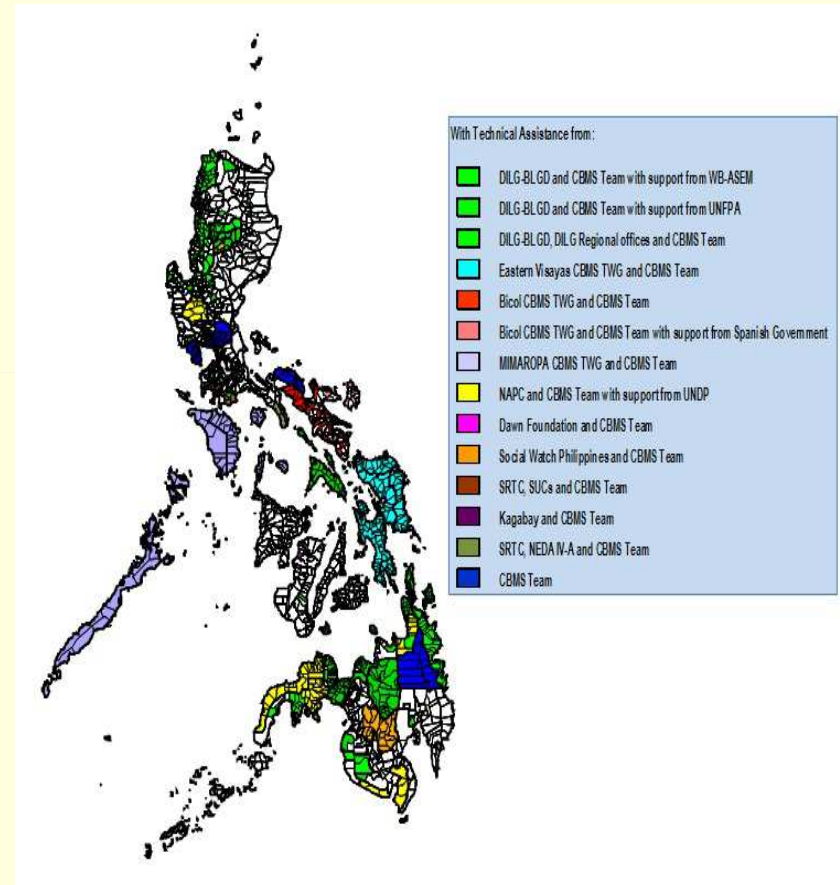 With Technical Assistance from:
DILG-BLGD and CBMS Team with support from WB-ASEM
DILG-BLGD and CBMS Team with support from UNFPA
DILG-BLGD, DILG Regional offices and CBMS Team
Eastern Visayas CBMS TWG and CBMS Team
Bicol CBMS TWG and CBMS Team
Bicol CBMS TWG and CBMS Team with support from Spanish Government
MIMAROPA CBMS TWG and CBMS Team
NAPC and CBMS Team with support from UNDP
Dawn Foundation and CBMS Team
Social Watch Philippines and CBMS Team
SRTC, SUCs and CBMS Team
Kagabay and CBMS Team
SRTC, NEDA IV-A and CBMS Team
CBMS Team